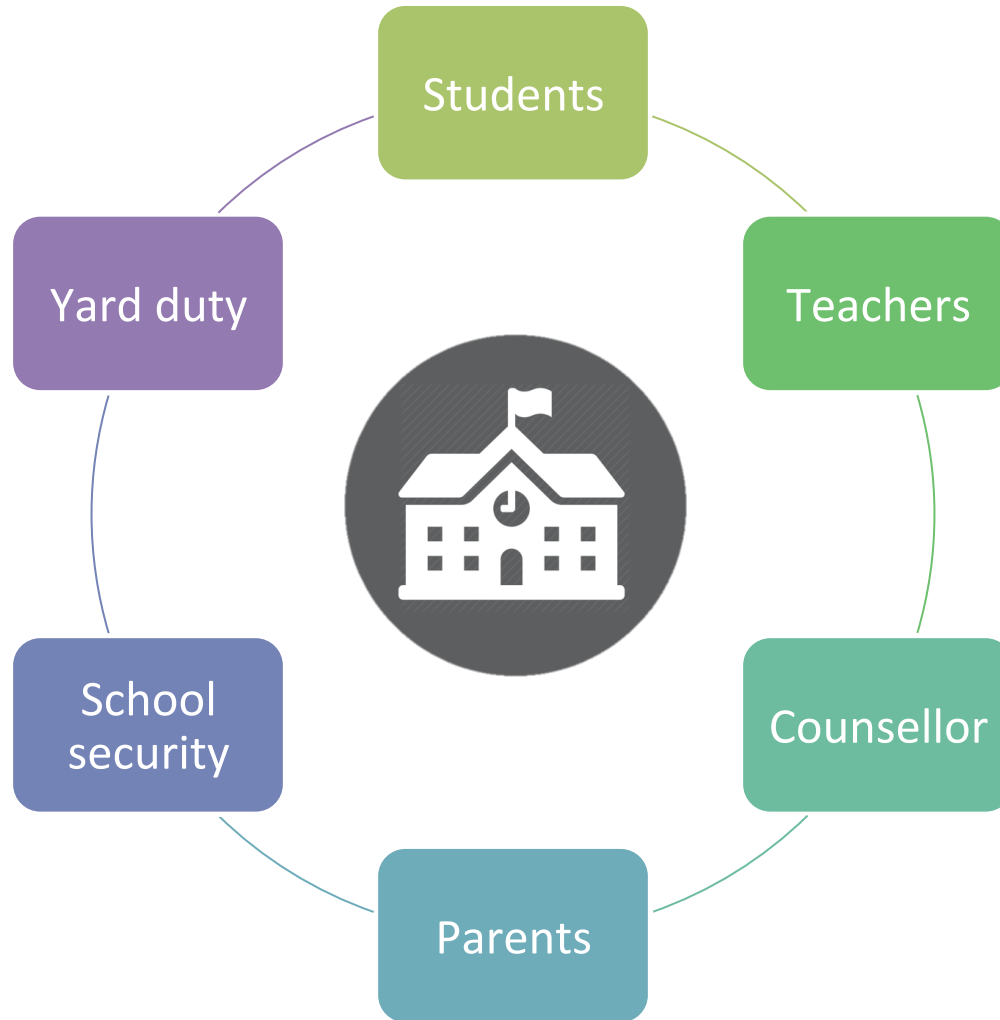 Students
Teachers
Counsellor
Parents
School
security
Yard duty